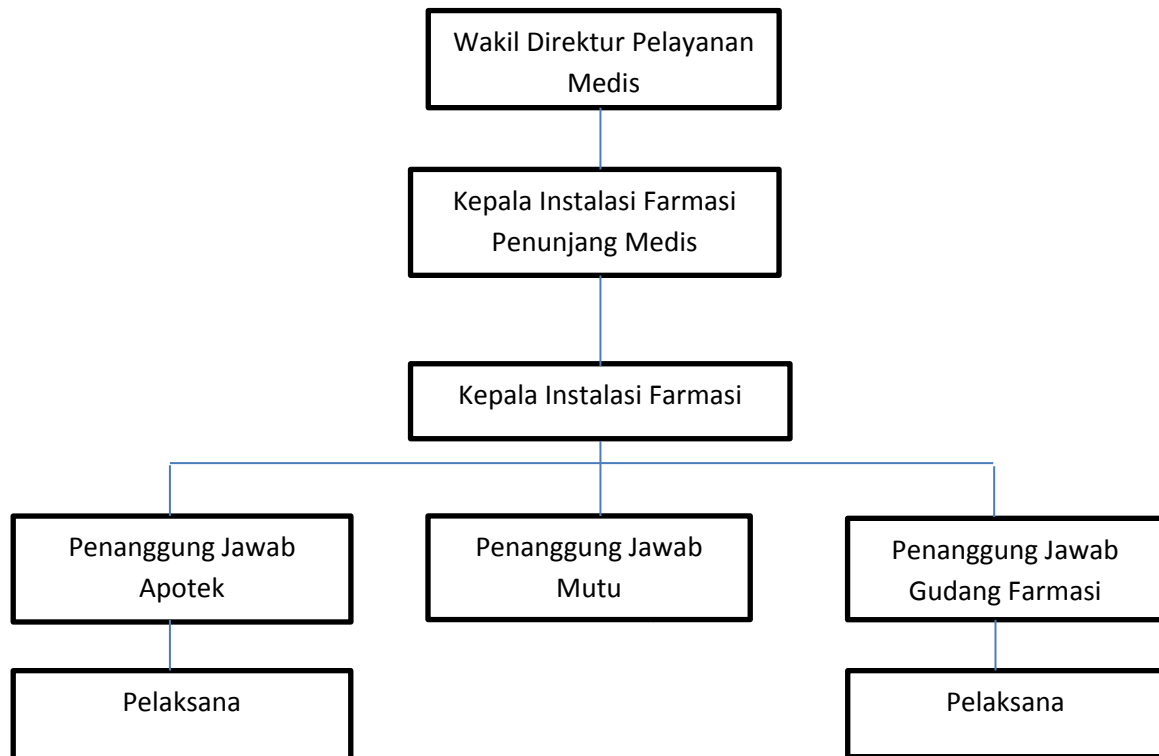 Wakil Direktur Pelayanan
Medis
Kepala Instalasi Farmasi
Penunjang Medis
Kepala Instalasi Farmasi
Penanggung Jawab
Apotek
Penanggung Jawab
Mutu
Penanggung Jawab
Gudang Farmasi
Pelaksana
Pelaksana